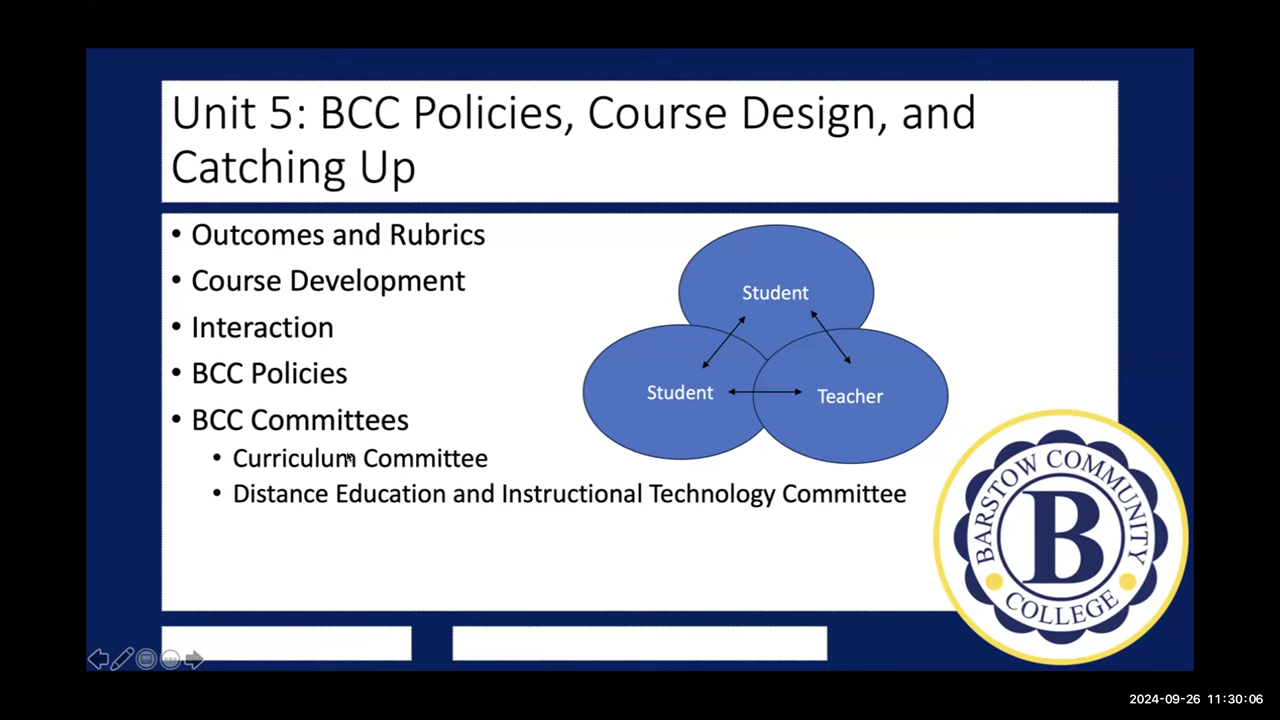 Unit 5: BCC Policies, Course Design, and
Catching Up
• Outcomes and Rubrics
• Course Development
• Interaction
• BCC Policies
• BCC Committees
• Curriculum Committee
• Distance Education and Instructional Technology Committee
Student
Student
Teacher
BARSTOW COMMUNITY
B
COLLEGE
2024-09-26 11:30:06